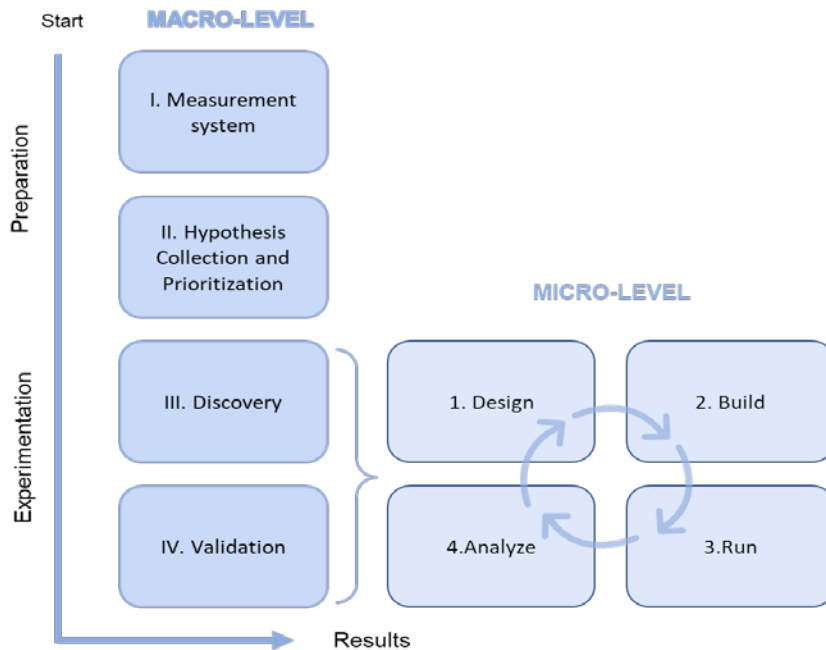 Start
MACRO-LEVEL
Preparation
I. Measurement
system
II. Hypothesis
Collection and
Prioritization
MICRO-LEVEL
Experimentation
III. Discovery
1. Design
2. Build
IV. Validation
4.Analyze
3.Run
Results